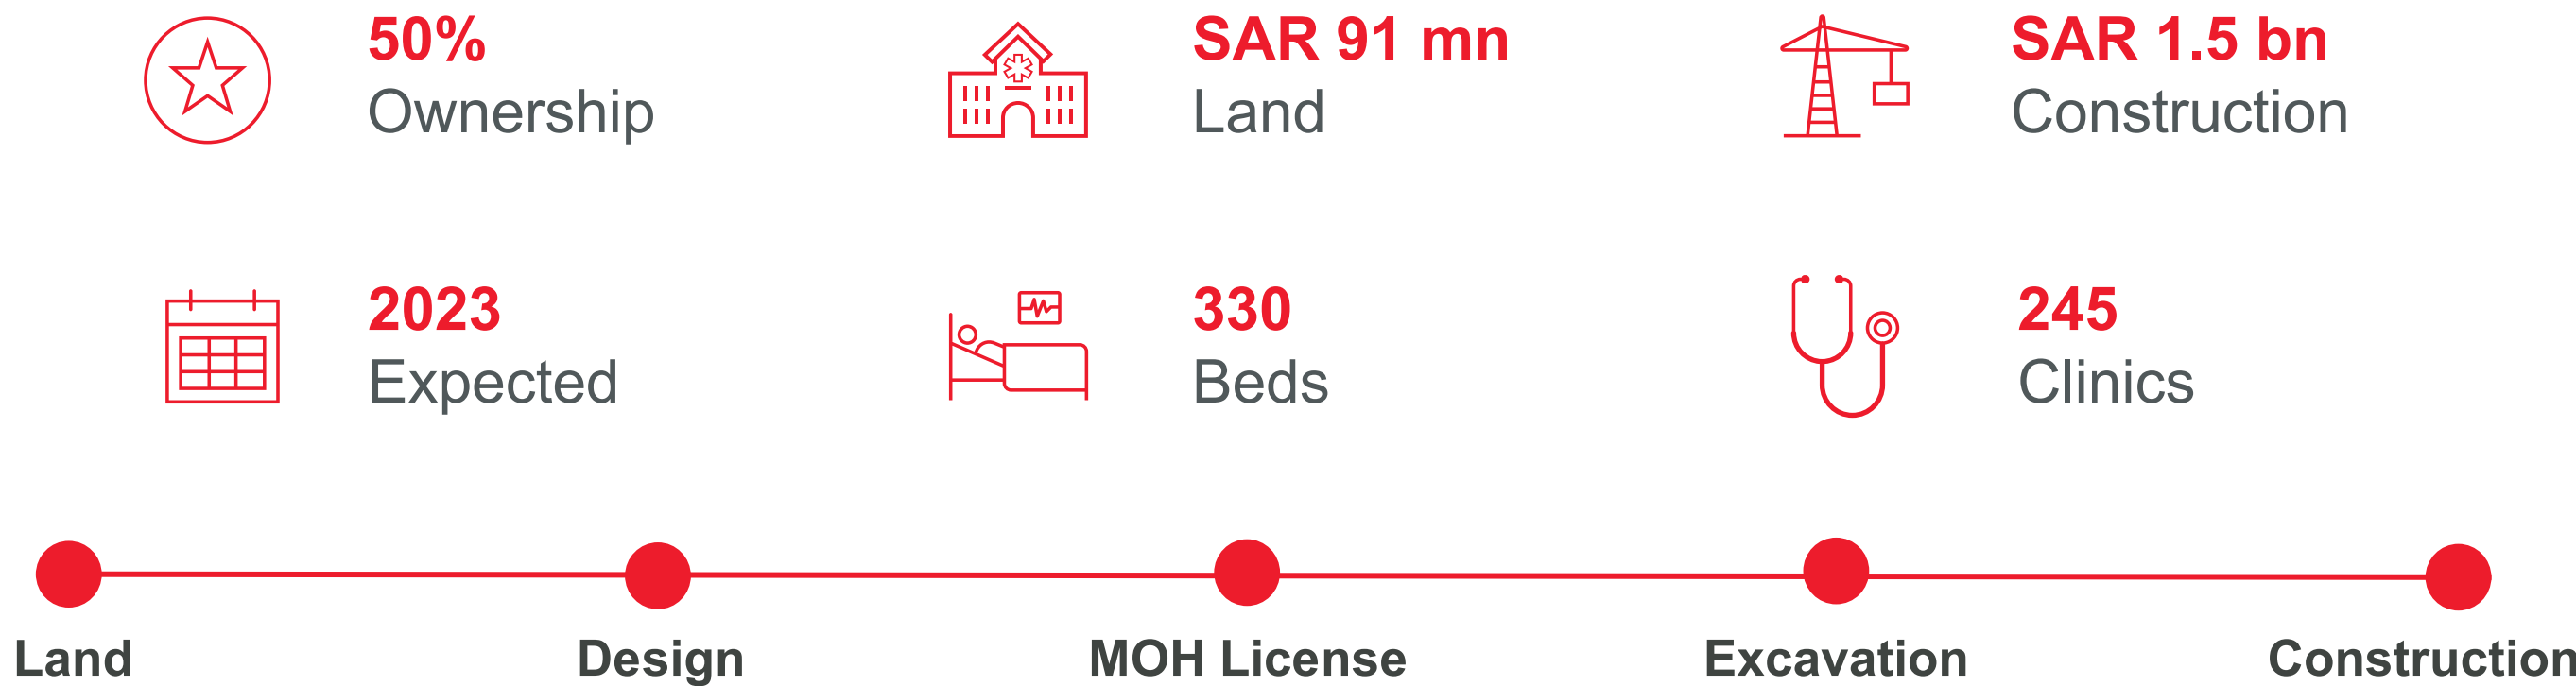 50%
Ownership
SAR 91 mn
Land
SAR 1.5 bn
Construction
2023
Expected
330
Beds
245
Clinics
Land
Design
MOH License
Excavation
Construction